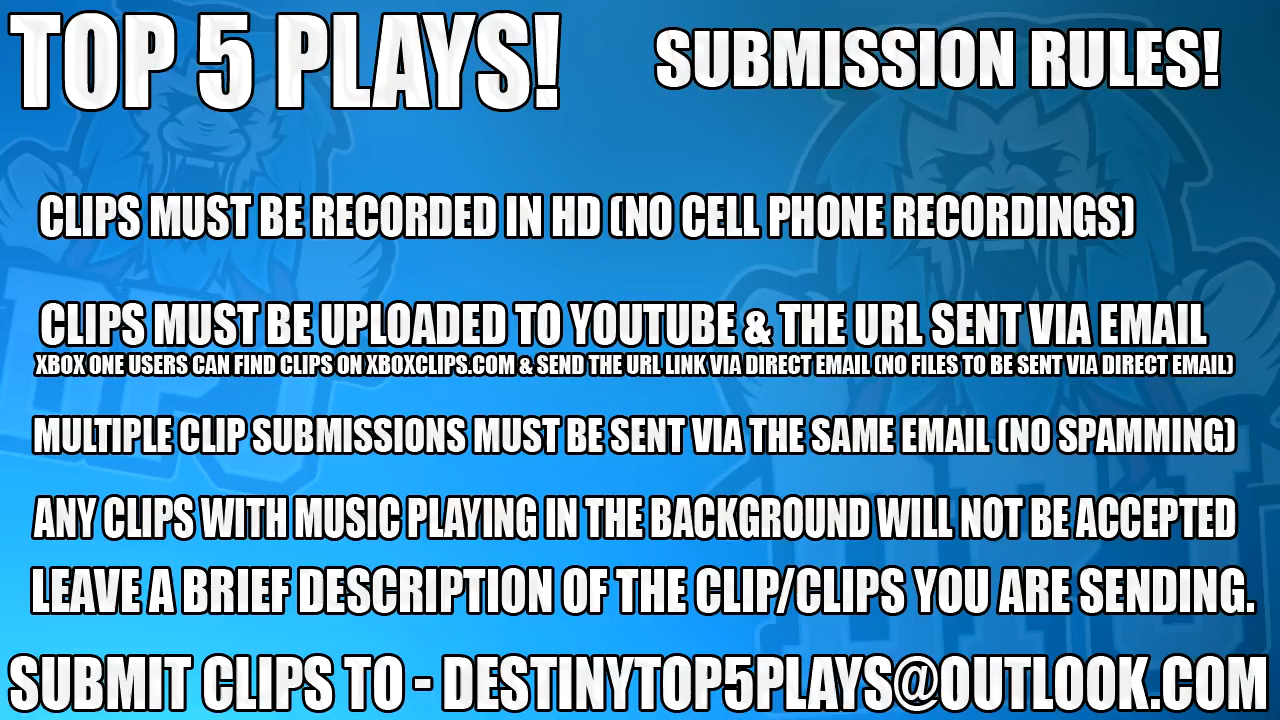 TOP 5 PLAYS!
SUBMISSION RULES!
CLIPS MUST BE RECORDED IN HD (NO CELL PHONE RECORDINGS)
CLIPS MUST BE UPLOADED TO YOUTUBE & THE URL SENT VIA EMAIL
XBOX ONE USERS CAN FIND CLIPS ON XBOXCLIPS.COM & SEND THE URL LINK VIA DIRECT EMAIL (NO FILES TO BE SENT VIA DIRECT EMAIL)
MULTIPLE CLIP SUBMISSIONS MUST BE SENT VIA THE SAME EMAIL (NO SPAMMING)
ANY CLIPS WITH MUSIC PLAYING IN THE BACKGROUND WILL NOT BE ACCEPTED
LEAVE A BRIEF DESCRIPTION OF THE CLIP/CLIPS YOU ARE SENDING.
SUBMIT CLIPS TO - DESTINYTOP5PLAYS@OUTLOOK.COM